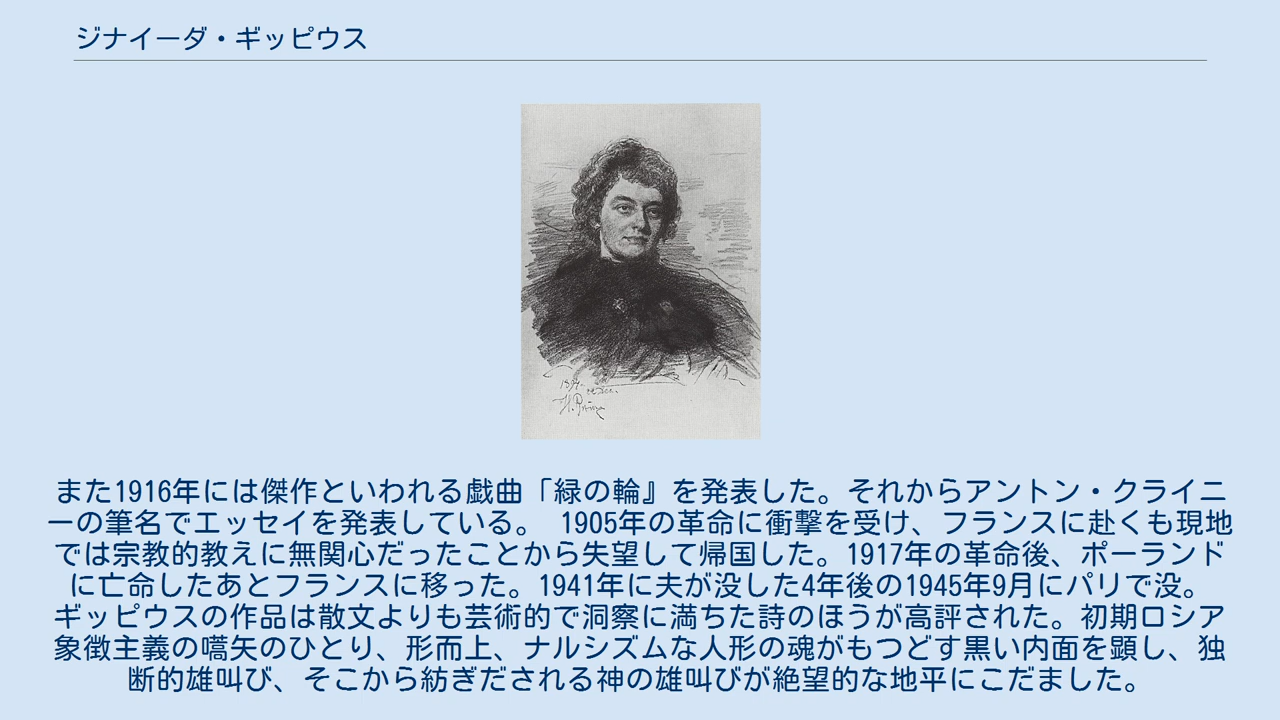 ジナイーダ・ギッピウス
また1916年には傑作といわれる戯曲「緑の輪』を発表した。それからアントン・クライニ
ーの筆名でエッセイを発表している。 1905年の革命に衝撃を受け、フランスに赴くも現地
では宗教的教えに無関心だったことから失望して帰国した。1917年の革命後、ポーランド
に亡命したあとフランスに移った。1941年に夫が没した4年後の1945年9月にパリで没。
ギッピウスの作品は散文よりも芸術的で洞察に満ちた詩のほうが高評された。初期ロシア
象徴主義の嚆矢のひとり、形而上、ナルシズムな人形の魂がもつどす黒い内面を顕し、独
断的雄叫び、そこから紡ぎだされる神の雄叫びが絶望的な地平にこだました。